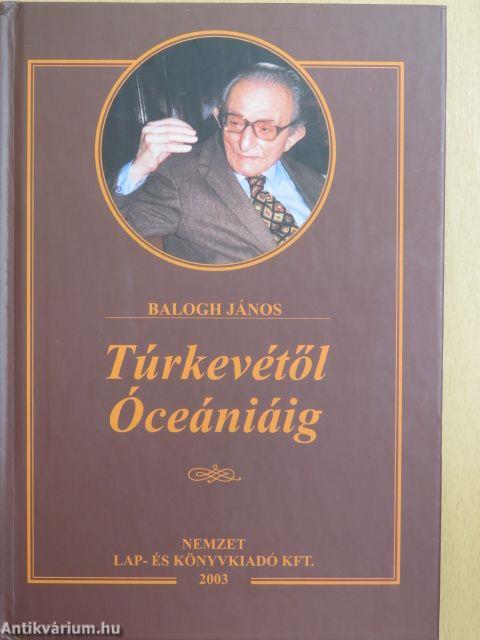 BALOGH JÁNOS
Túrkevétől
Óceániáig
NEMZET
LAP- ÉS KÖNYVKIADÓ KFT.
2003
Antikvárium.hu